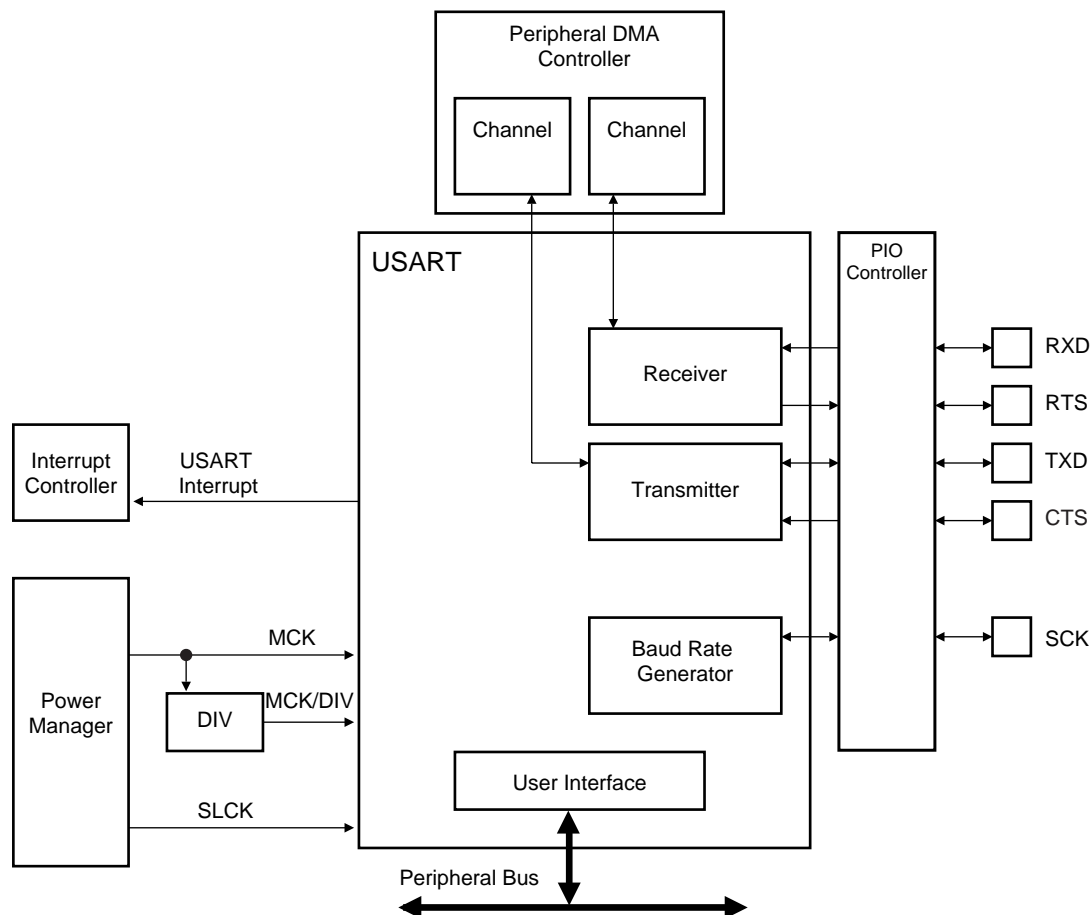 Peripheral DMA
Controller
Channel
Channel
USART
PIO
Controller
Receiver
RXD
RTS
Interrupt
Controller
USART
Interrupt
Transmitter
TXD
CTS
MCK
Baud Rate
Generator
SCK
Power
Manager
DIV
MCK/DIV
User Interface
SLCK
Peripheral Bus